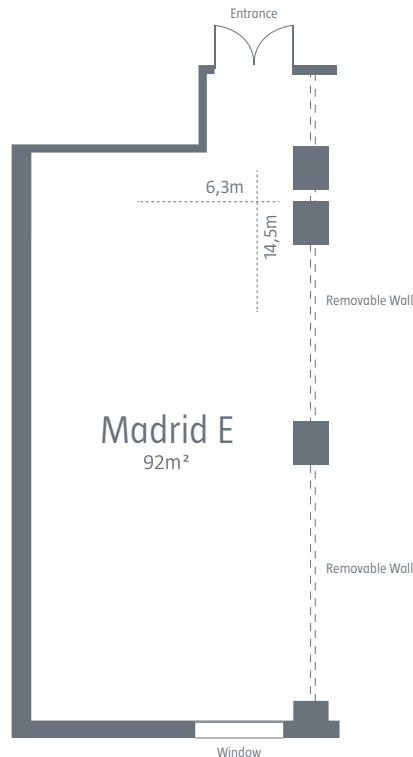 Entrance
6,3m
14,5m
Removable Wall
Madrid E
92m²
Removable Wall
Window